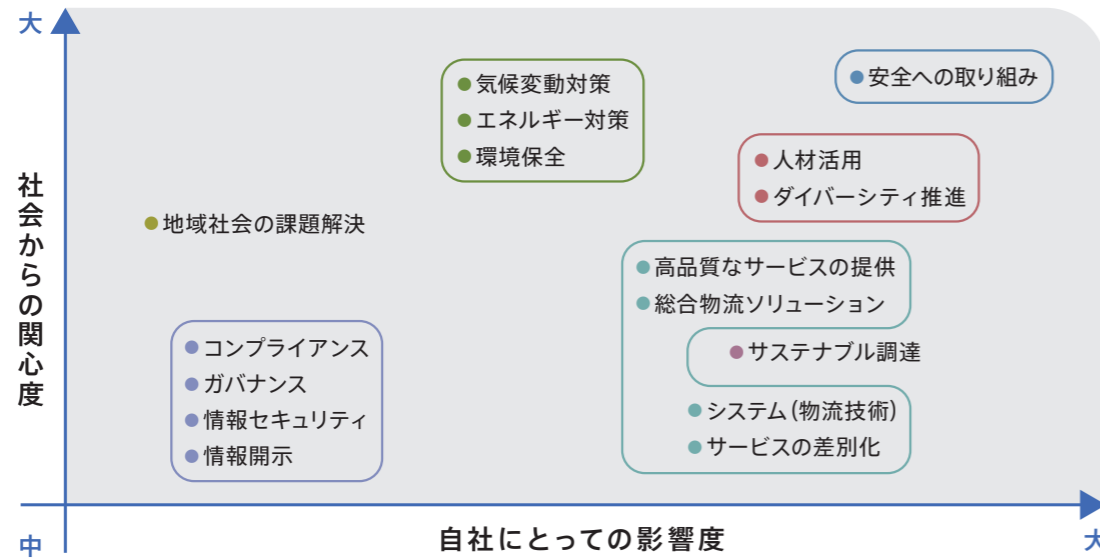 大
社会からの関心度
気候変動対策
エネルギー対策
環境保全
安全への取り組み
人材活用
ダイバーシティ推進
地域社会の課題解決
高品質なサービスの提供
総合物流ソリューション
サステナブル調達
システム(物流技術)
サービスの差別化
コンプライアンス
ガバナンス
情報セキュリティ
情報開示
中
自社にとっての影響度
大